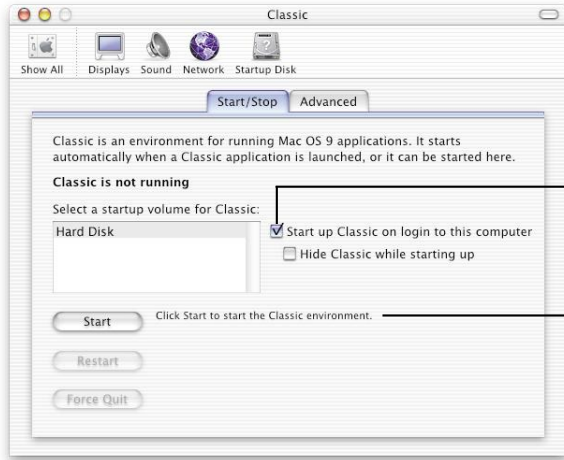 Classic
Show All Displays Sound Network Startup Disk
Start/Stop Advanced
Classic is an environment for running Mac OS 9 applications. It starts
automatically when a Classic application is launched, or it can be started here.
Classic is not running
Select a startup volume for Classic:
Hard Disk
Start up Classic on login to this computer
Hide Classic while starting up
Start
Click Start to start the Classic environment.
Restart
Force Quit